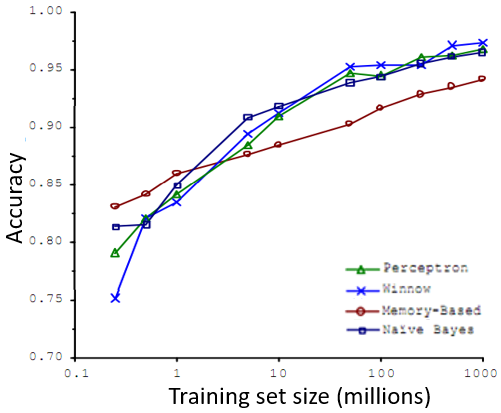 1.00
0.95
0.90
0.85
0.80
0.75
0.70
Accuracy
Perceptron
Winnow
Memory-Based
Naïve Bayes
0.1
1
10
100
1000
Training set size (millions)